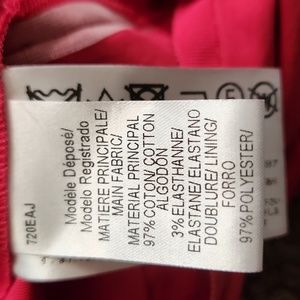 720EAJ
Modèle Déposé/
Modelo Registrado
MATIERE PRINCIPALE/
MAIN FABRIC/
MATERIAL PRINCIPAL
97% COTON/ COTTON
ALGODÓN
3% ELASTHANNE/
ELASTANE/ ELASTANO
DOUBLURE/ LINING/
FORRO
97% POLYESTER/